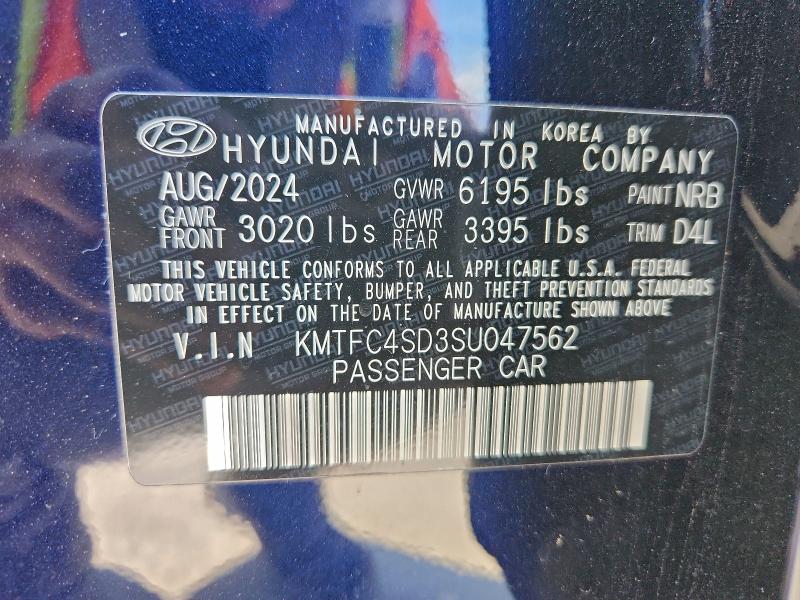 MANUFACTURED IN KOREA BY
HYUNDAI MOTOR COMPANY
AUG/2024 GVWR 6195 lbs PAINT NRB
GAWR FRONT 3020 lbs GAWR REAR 3395 lbs TRIM D4L
THIS VEHICLE CONFORMS TO ALL APPLICABLE U.S.A. FEDERAL
MOTOR VEHICLE SAFETY, BUMPER, AND THEFT PREVENTION STANDARDS
IN EFFECT ON THE DATE OF MANUFACTURE SHOWN ABOVE
V.I.N KMTFC4SD3SU047562
PASSENGER CAR